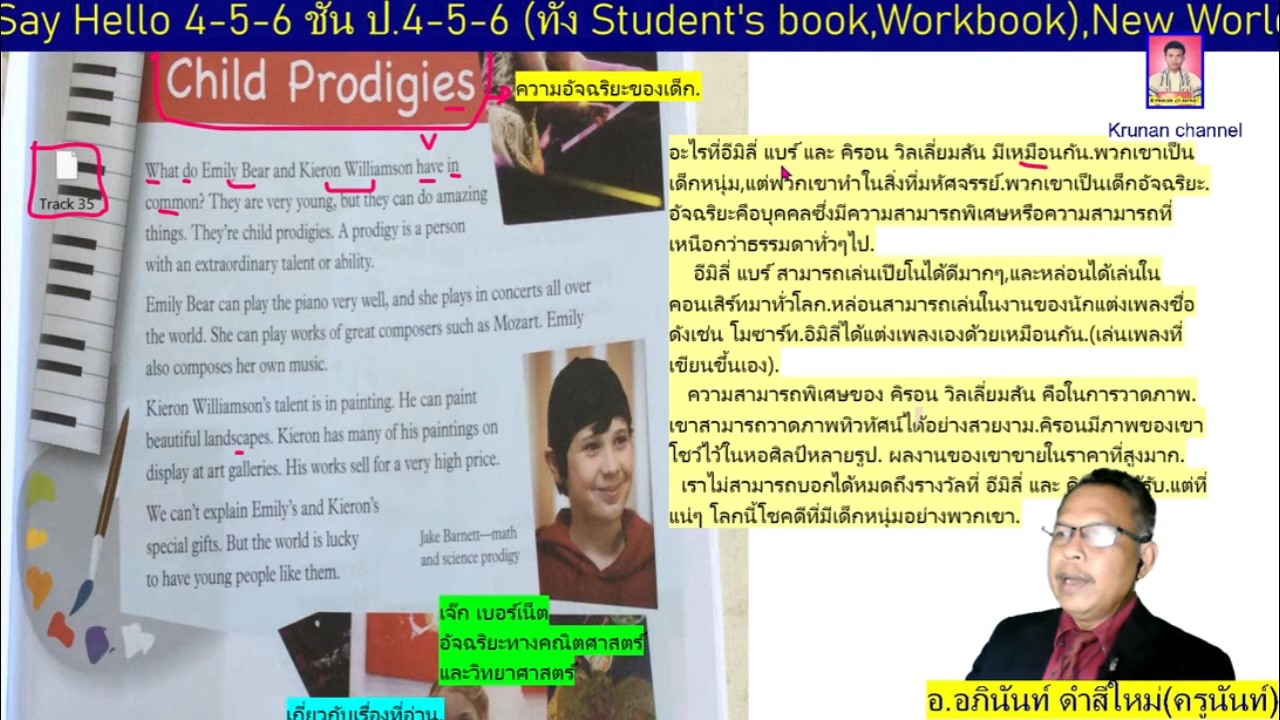 Say Hello 4-5-6 ชั้น ป.4-5-6 (ทั้ง Student's book,Workbook),New World
Child Prodigies
ความอัจฉริยะของเด็ก.
Krunan channel
Track 35
What do Emily Bear and Kieron Williamson have in
common? They are very young, but they can do amazing
things. They're child prodigies. A prodigy is a person
with an extraordinary talent or ability.
Emily Bear can play the piano very well, and she plays in concerts all over
the world. She can play works of great composers such as Mozart. Emily
also composes her own music.
Kieron Williamson's talent is in painting. He can paint
beautiful landscapes. Kieron has many of his paintings on
display at art galleries. His works sell for a very high price.
We can't explain Emily's and Kieron's
special gifts. But the world is lucky
to have young people like them.
Jake Barnett—math
and science prodigy
อะไรที่อีมิลี่ แบร์ และ คิรอน วิลเลี่ยมสัน มีเหมือนกัน.พวกเขาเป็น
เด็กหนุ่ม,แต่พวกเขาทำในสิ่งที่มหัศจรรย์.พวกเขาเป็นเด็กอัจฉริยะ.
อัจฉริยะคือบุคคลซึ่งมีความสามารถพิเศษหรือความสามารถที่
เหนือกว่าธรรมดาทั่วๆไป.
อีมิลี่ แบร์ สามารถเล่นเปียโนได้ดีมากๆ,และหล่อนได้เล่นใน
คอนเสิร์ทมาทั่วโลก.หล่อนสามารถเล่นในงานของนักแต่งเพลงชื่อ
ดังเช่น โมซาร์ท.อิมิลี่ได้แต่งเพลงเองด้วยเหมือนกัน.(เล่นเพลงที่
เขียนขึ้นเอง).
ความสามารถพิเศษของ คิรอน วิลเลี่ยมสัน คือในการวาดภาพ.
เขาสามารถวาดภาพทิวทัศน์ได้อย่างสวยงาม.คิรอนมีภาพของเขา
โชว์ไว้ในหอศิลป์หลายรูป. ผลงานของเขาขายในราคาที่สูงมาก.
เราไม่สามารถบอกได้หมดถึงรางวัลที่ อีมิลี่ และ ได้รับ.แต่ที่
แน่ๆ โลกนี้โชคดีที่มีเด็กหนุ่มอย่างพวกเขา.
เจ๊ก เบอร์เน็ต
อัจฉริยะทางคณิตศาสตร์
และวิทยาศาสตร์
เกี่ยวกับเรื่องที่อ่าน.
อ.อภินันท์ ดำสีใหม่(ครูนันท์)